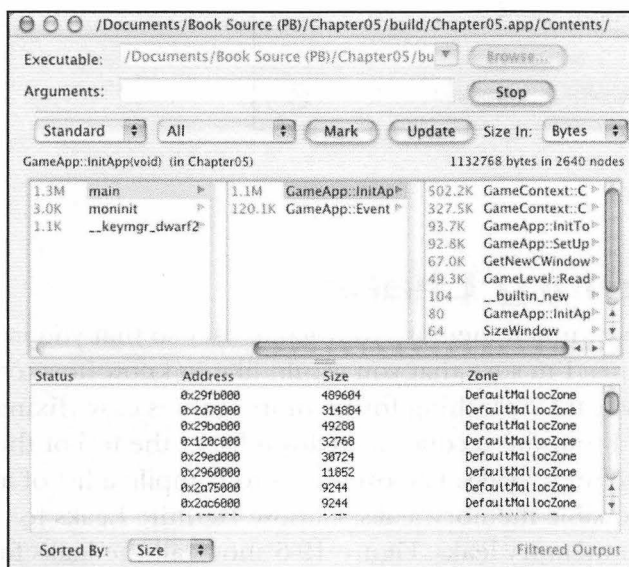 /Documents/Book Source (PB)/Chapter05/build/Chapter05.app/Contents/
Executable: /Documents/Book Source (PB)/Chapter05/bu Browse...
Arguments: Stop
Standard All Mark Update Size In: Bytes
GameApp::InitApp(void) (in Chapter05) 1132768 bytes in 2640 nodes
1.3M main 1.1M GameApp::InitAp 502.2K GameContext::C
3.0K moninit 120.1K GameApp::Event 327.5K GameContext::C
1.1K __keymgr_dwarf2 93.7K GameApp::InitTo
92.8K GameApp::SetUp
67.0K GetNewCWindow
49.3K GameLevel::Read
104 __builtin_new
80 GameApp::InitAp
64 SizeWindow
Status Address Size Zone
0x29fb000 489604 DefaultMallocZone
0x2a78000 314884 DefaultMallocZone
0x29ba000 49280 DefaultMallocZone
0x120c000 32768 DefaultMallocZone
0x29ed000 30724 DefaultMallocZone
0x2960000 11852 DefaultMallocZone
0x2a75000 9244 DefaultMallocZone
0x2ac6000 9244 DefaultMallocZone
Sorted By: Size Filtered Output